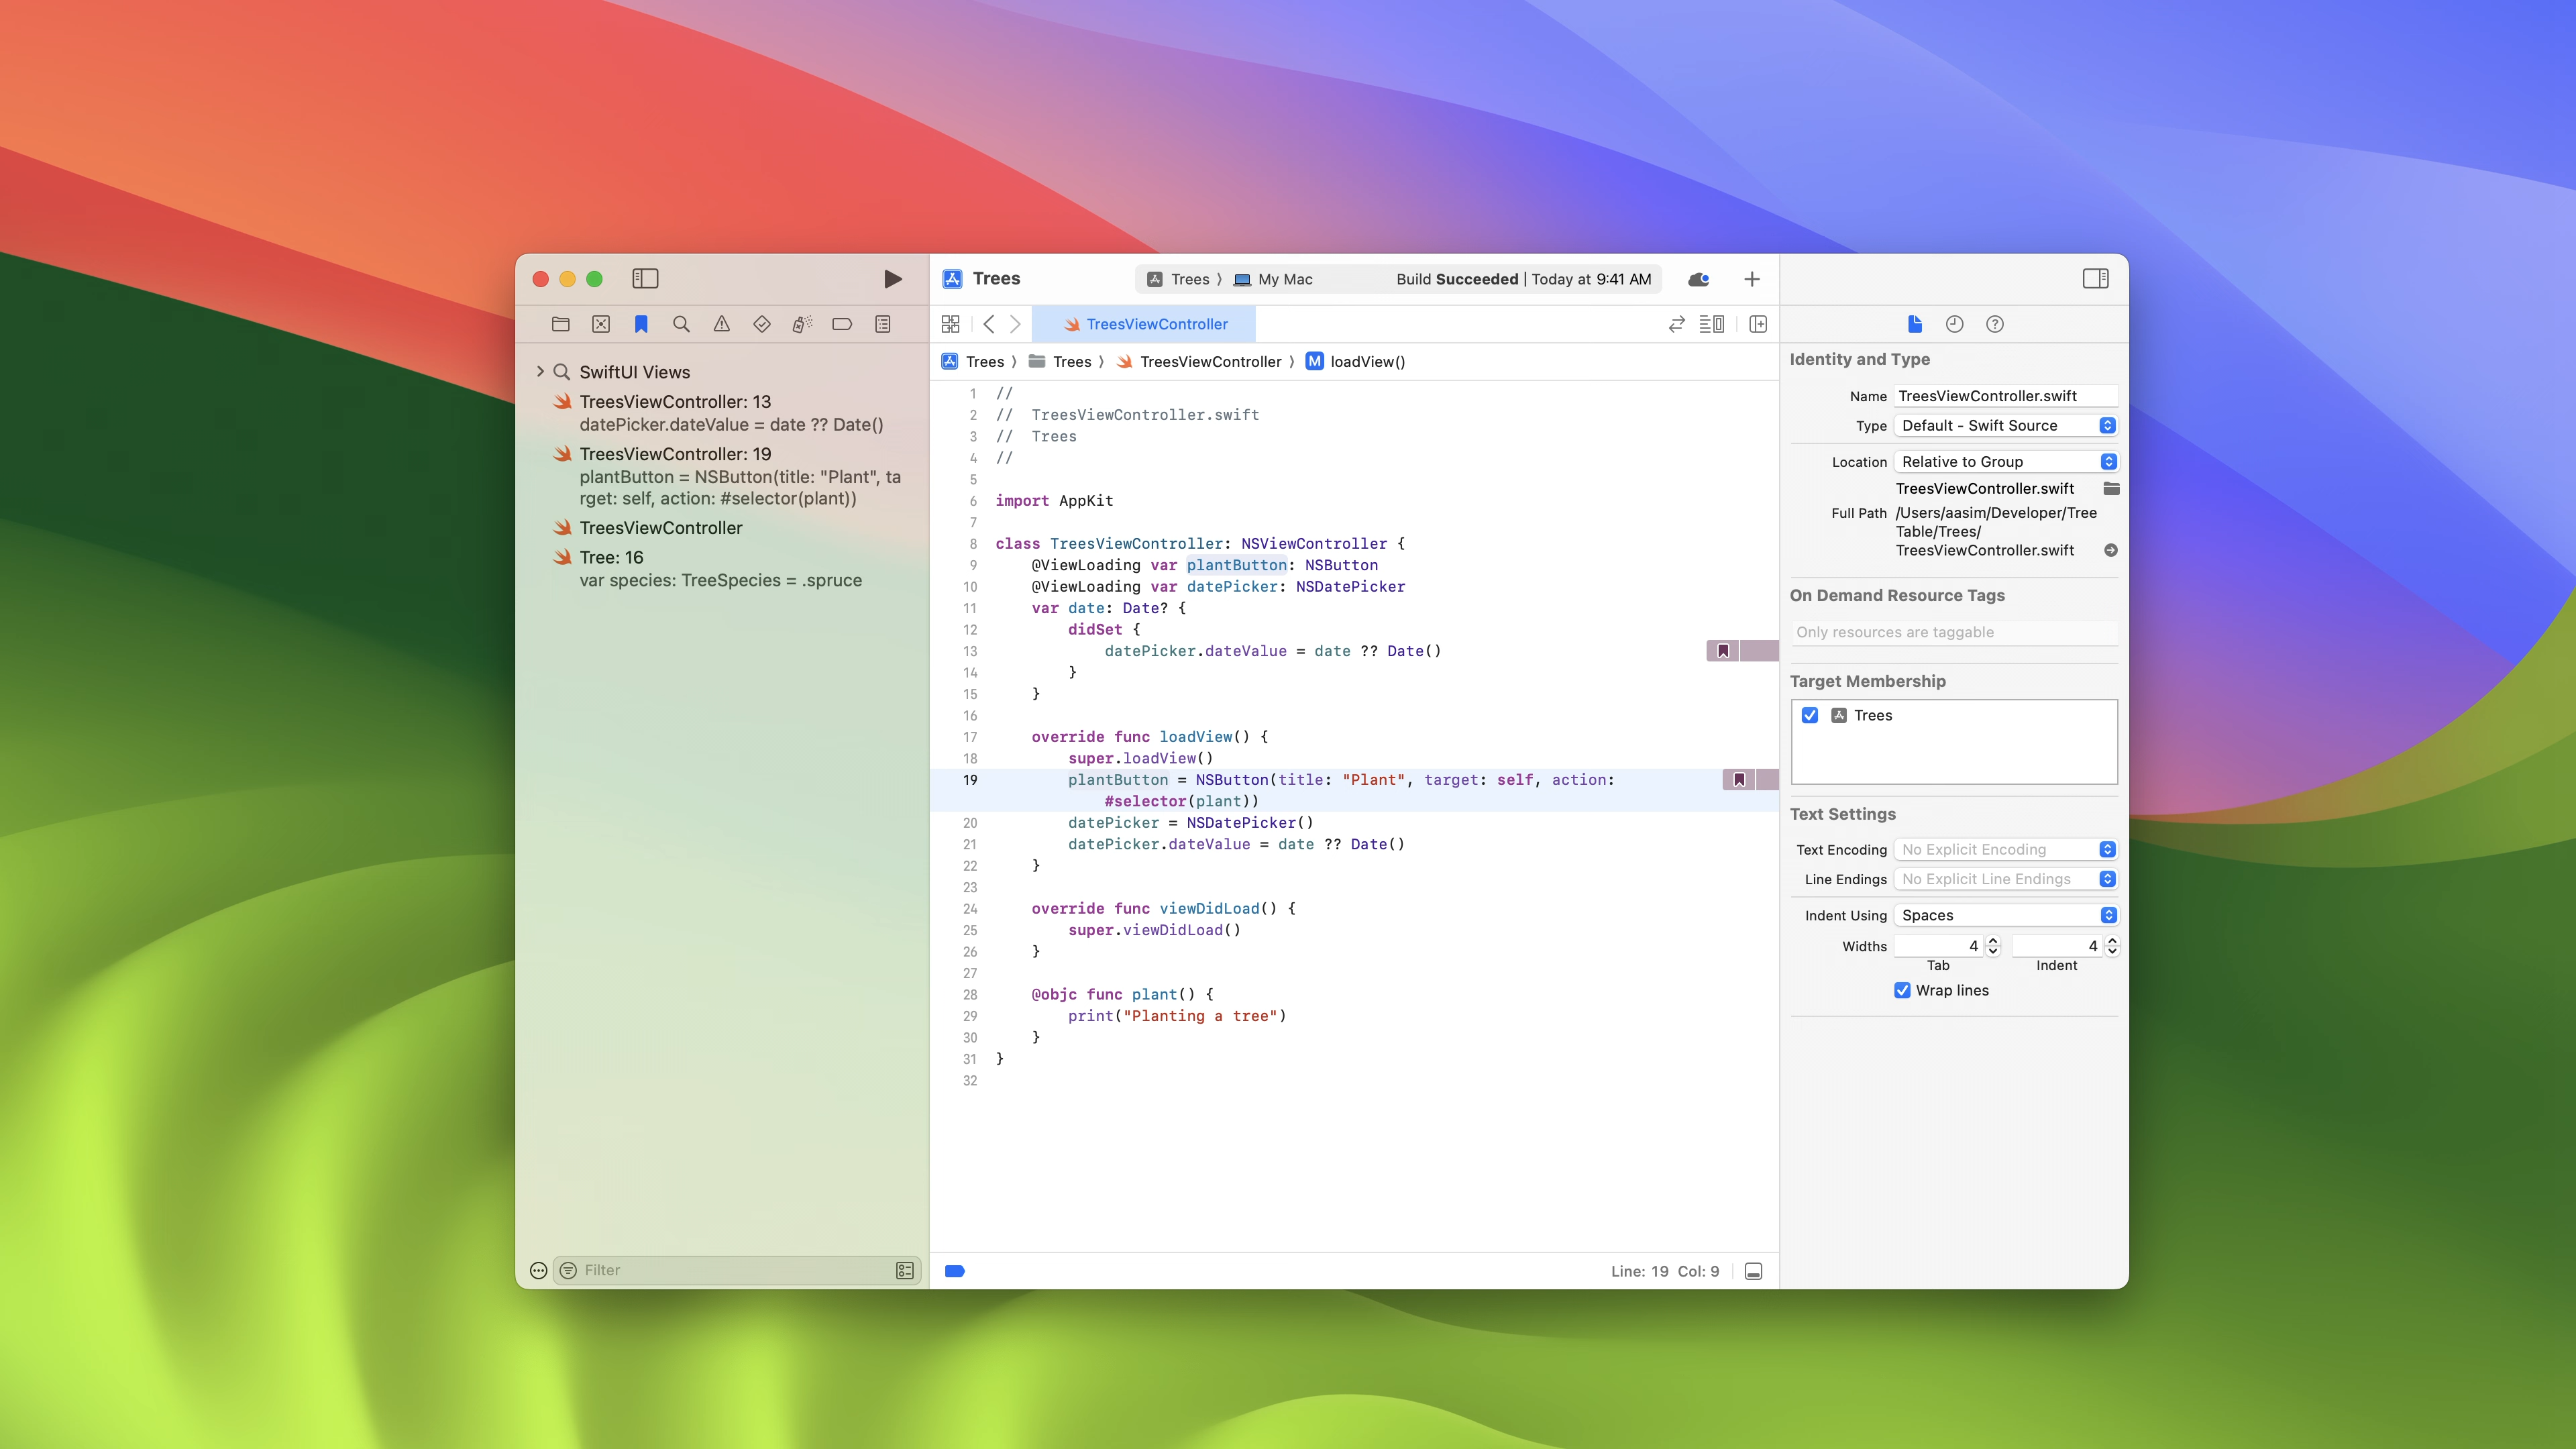 Trees
Trees 〉 My Mac
Build Succeeded | Today at 9:41 AM
SwiftUI Views
TreesViewController: 13
datePicker.dateValue = date ?? Date()
TreesViewController: 19
plantButton = NSButton(title: "Plant", ta
rget: self, action: #selector(plant))
TreesViewController
Tree: 16
var species: TreeSpecies = .spruce
Filter
TreesViewController
Trees 〉 Trees 〉 TreesViewController 〉 M loadView()
1 //
2 //  TreesViewController.swift
3 //  Trees
4 //
5
6 import AppKit
7
8 class TreesViewController: NSViewController {
9     @ViewLoading var plantButton: NSButton
10     @ViewLoading var datePicker: NSDatePicker
11     var date: Date? {
12         didSet {
13             datePicker.dateValue = date ?? Date()
14         }
15     }
16
17     override func loadView() {
18         super.loadView()
19         plantButton = NSButton(title: "Plant", target: self, action:
            #selector(plant))
20         datePicker = NSDatePicker()
21         datePicker.dateValue = date ?? Date()
22     }
23
24     override func viewDidLoad() {
25         super.viewDidLoad()
26     }
27
28     @objc func plant() {
29         print("Planting a tree")
30     }
31 }
32
Line: 19 Col: 9
Identity and Type
Name TreesViewController.swift
Type Default - Swift Source
Location Relative to Group
TreesViewController.swift
Full Path /Users/aasim/Developer/Tree
Table/Trees/
TreesViewController.swift
On Demand Resource Tags
Only resources are taggable
Target Membership
Trees
Text Settings
Text Encoding No Explicit Encoding
Line Endings No Explicit Line Endings
Indent Using Spaces
Widths 4 4
Tab Indent
Wrap lines